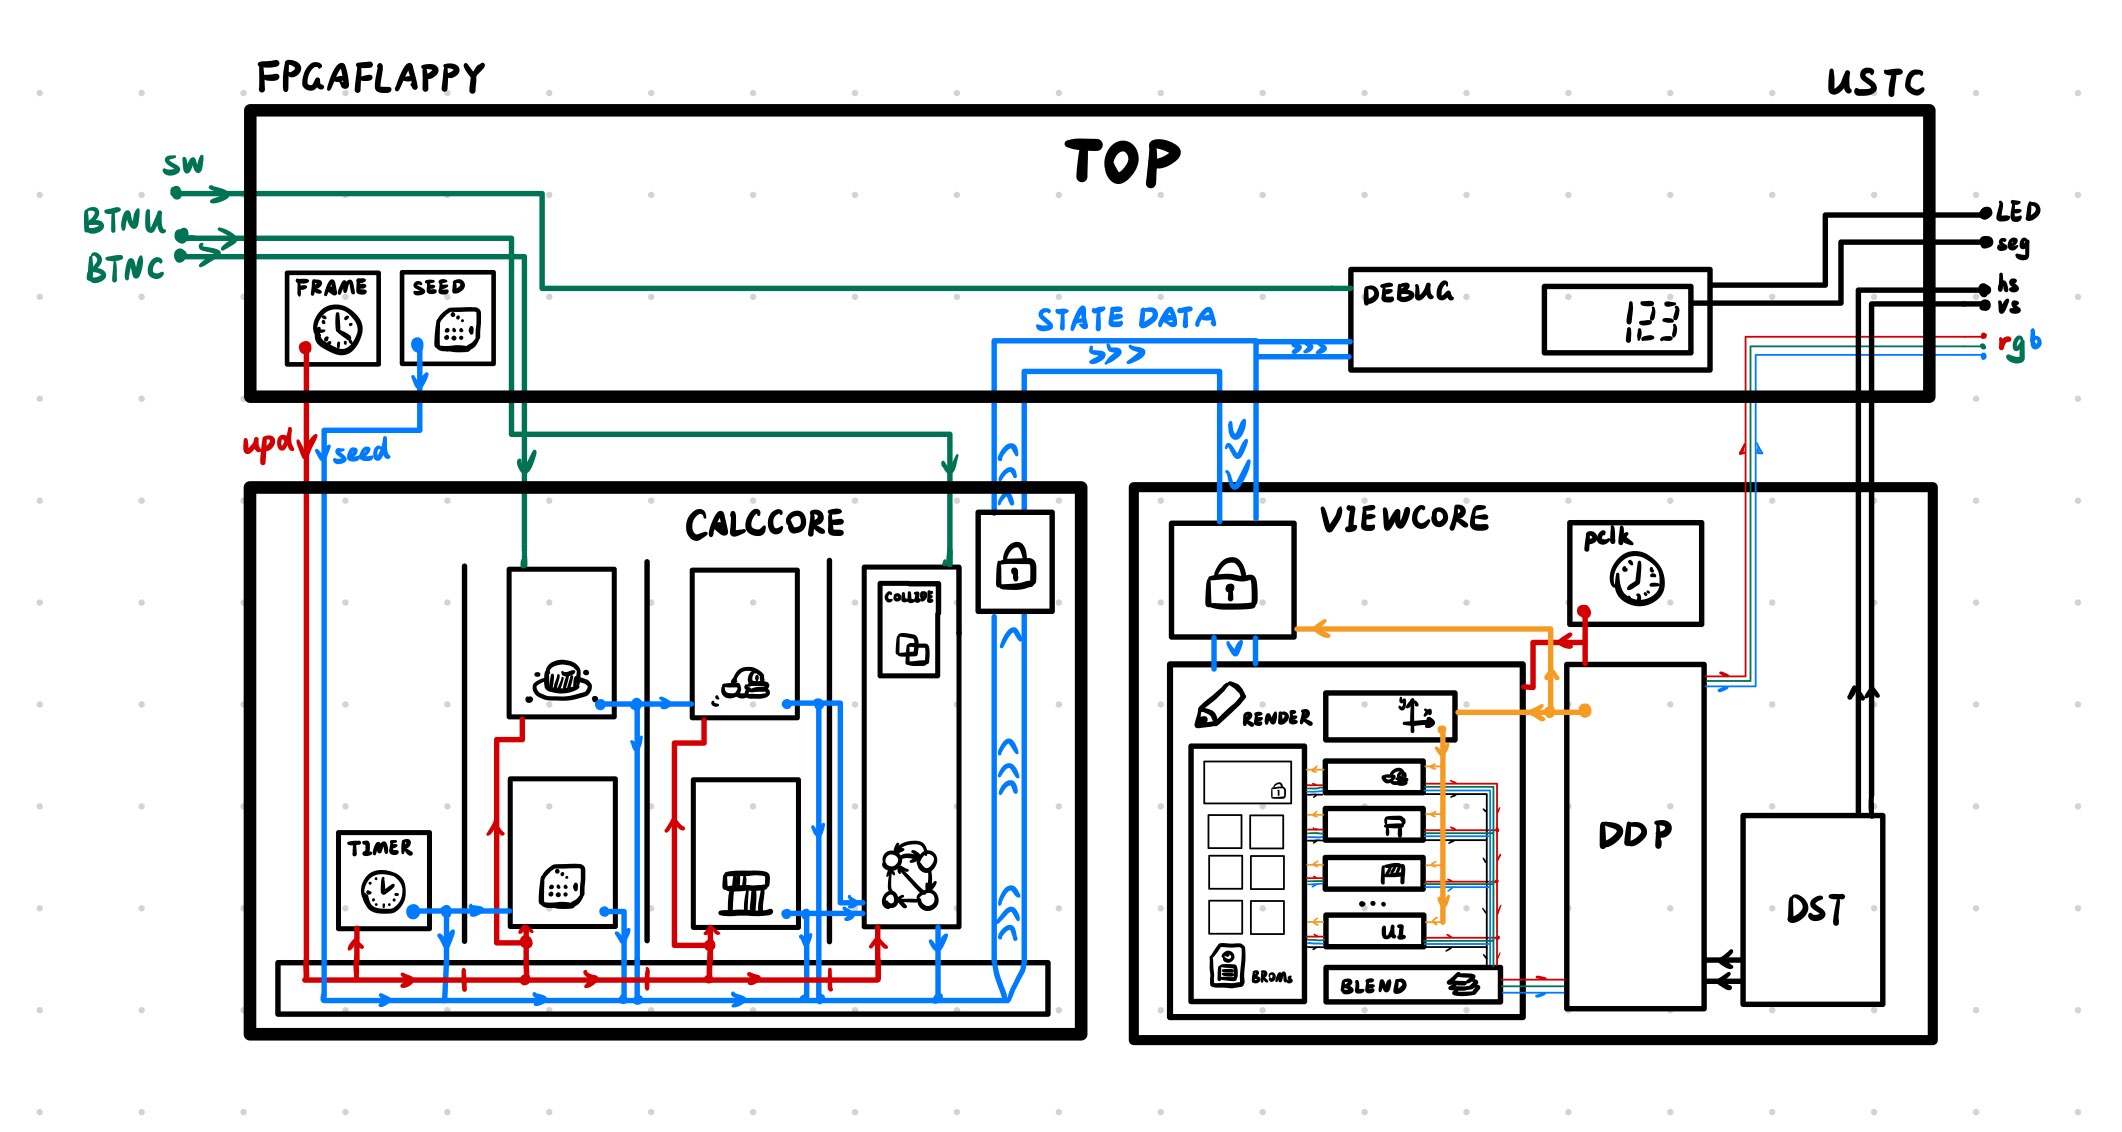 FPGAFLAPPY
USTC
TOP
SW
BTNU
BTNC
FRAME
SEED
STATE DATA
DEBUG
123
LED
seg
hs
vs
rgb
upd
seed
CALCCORE
COLLIDE
TIMER
VIEWCORE
pclk
RENDER
y
x
UI
...
BROMs
BLEND
DDP
DST